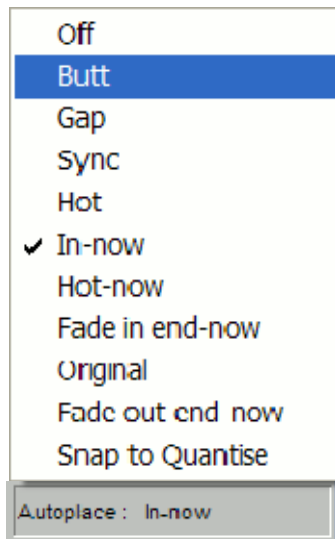 Off
Butt
Gap
Sync
Hot
In-now
Hot-now
Fade in end-now
Original
Fade out end-now
Snap to Quantise
Autoplace : In-now